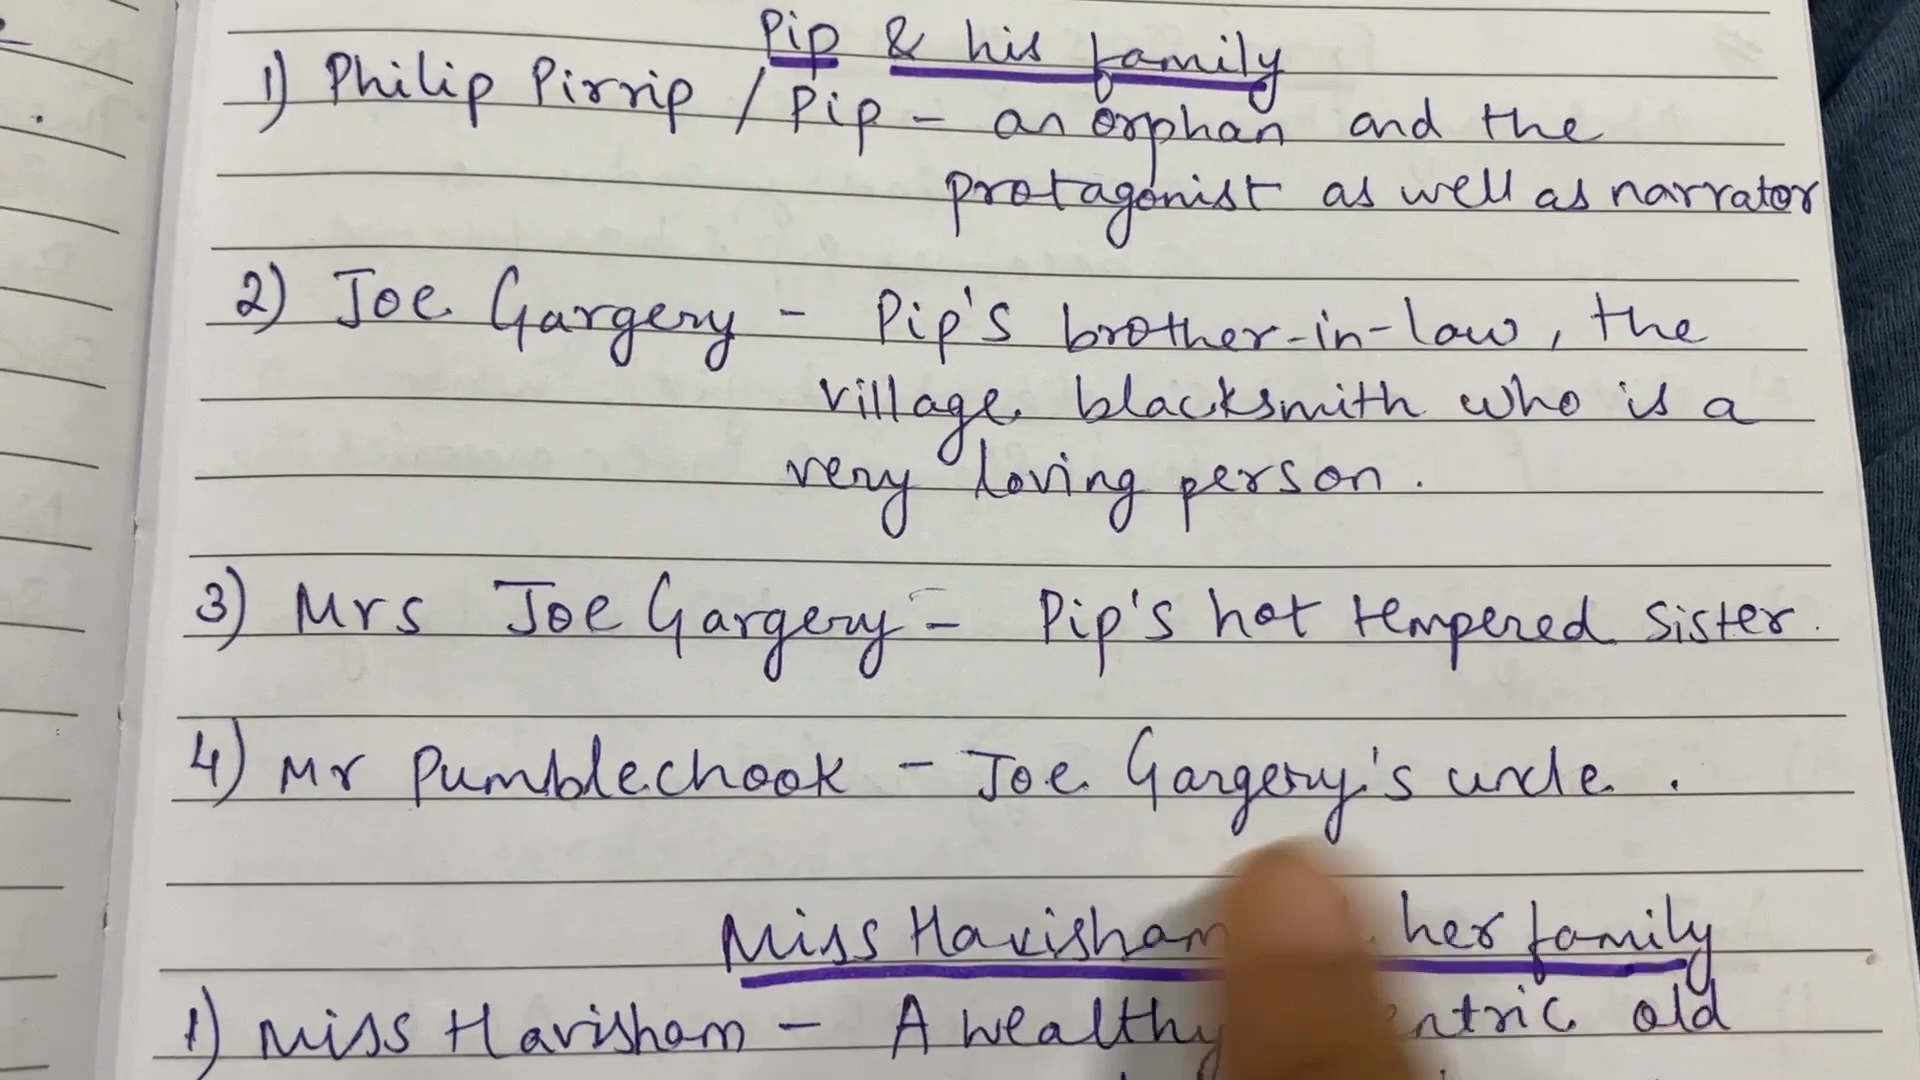 Pip & his family
1) Philip Pirrip / Pip - an orphan and the
protagonist as well as narrator
2) Joe Gargery - Pip's brother-in-law, the
village blacksmith who is a
very loving person.
3) Mrs Joe Gargery - Pip's hot tempered sister.
4) Mr Pumblechook - Joe Gargery's uncle.
Miss Havisham her family
1) Miss Havisham - A wealthy old